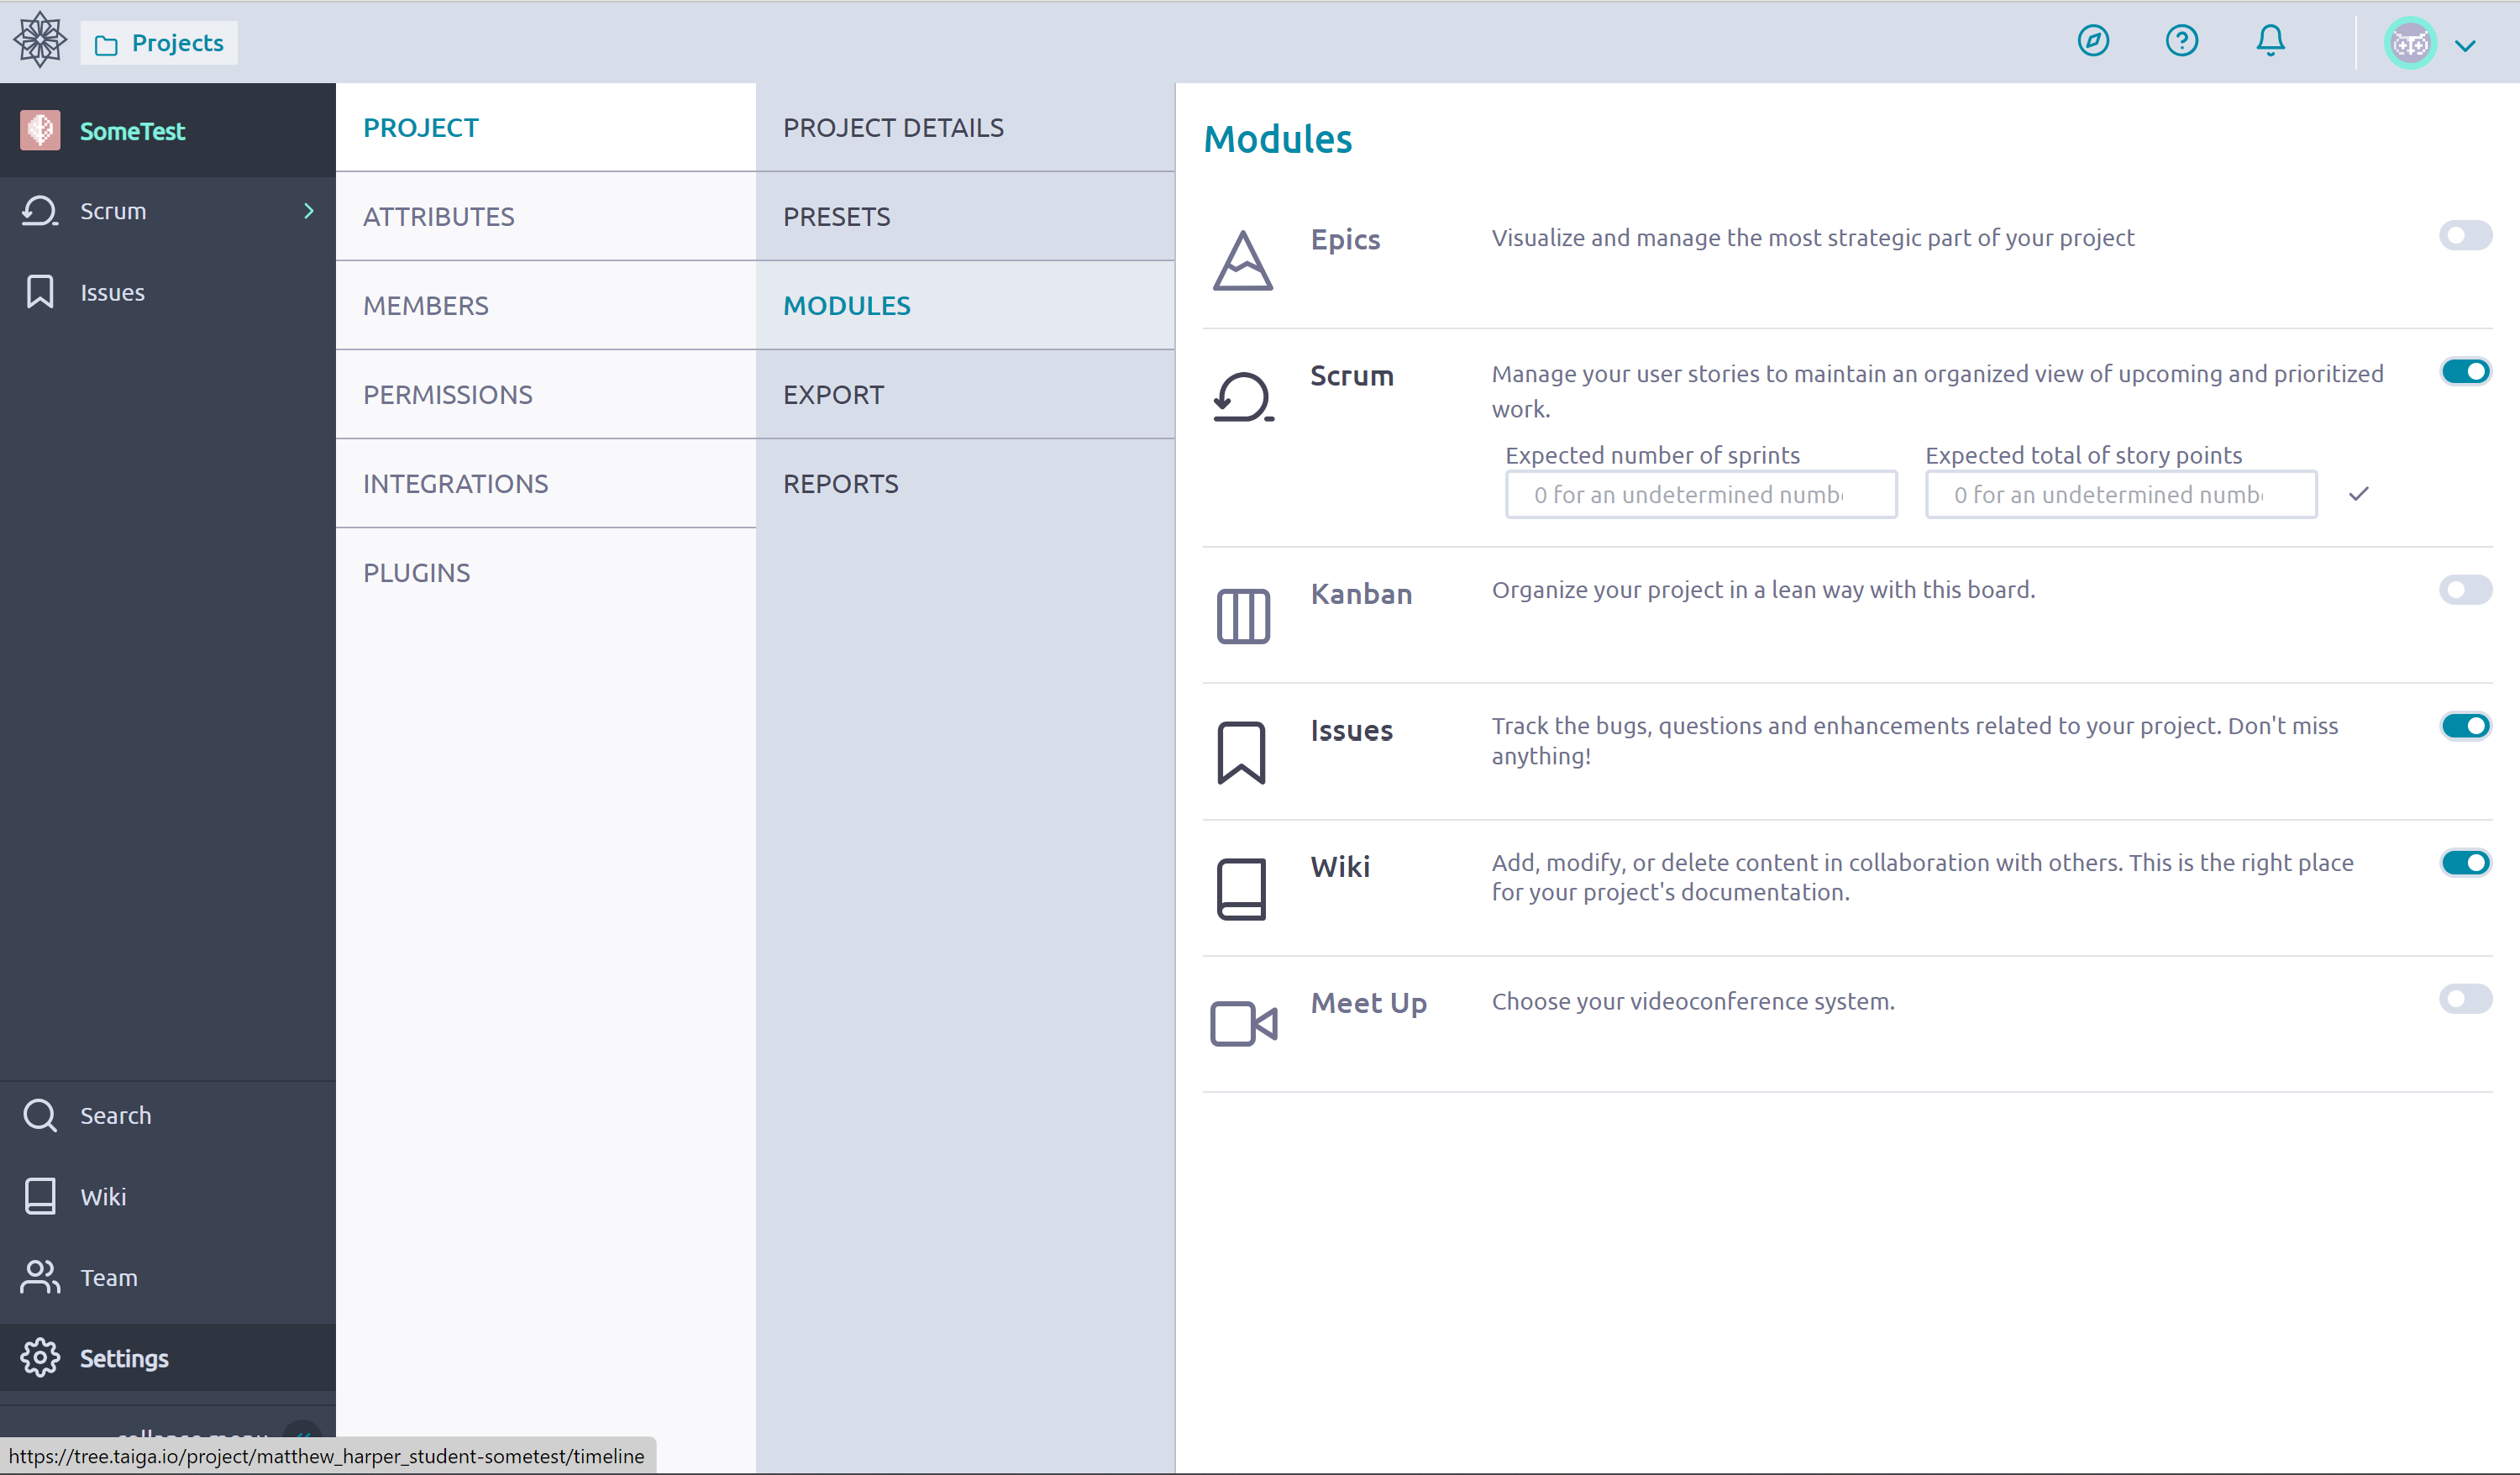 Projects
SomeTest
Scrum
Issues
Search
Wiki
Team
Settings
collapse menu
https://tree.taiga.io/project/matthew_harper_student-sometest/timeline
PROJECT
ATTRIBUTES
MEMBERS
PERMISSIONS
INTEGRATIONS
PLUGINS
PROJECT DETAILS
PRESETS
MODULES
EXPORT
REPORTS
Modules
Epics
Visualize and manage the most strategic part of your project
Scrum
Manage your user stories to maintain an organized view of upcoming and prioritized
work.
Expected number of sprints
0 for an undetermined numb
Expected total of story points
0 for an undetermined numb
Kanban
Organize your project in a lean way with this board.
Issues
Track the bugs, questions and enhancements related to your project. Don't miss
anything!
Wiki
Add, modify, or delete content in collaboration with others. This is the right place
for your project's documentation.
Meet Up
Choose your videoconference system.